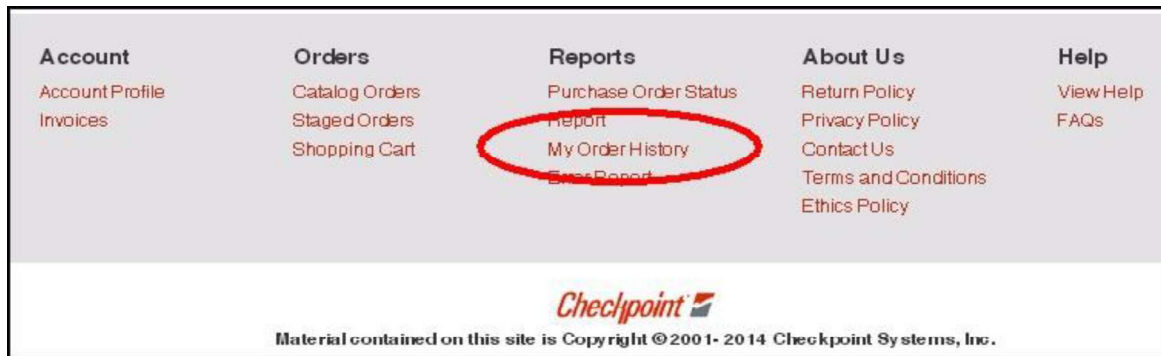 Account
Account Profile
Invoices
Orders
Catalog Orders
Staged Orders
Shopping Cart
Reports
Purchase Order Status
Report
My Order History
Error Report
About Us
Return Policy
Privacy Policy
Contact Us
Terms and Conditions
Ethics Policy
Help
View Help
FAQs
Checkpoint
Material contained on this site is Copyright ©2001- 2014 Checkpoint Systems, Inc.